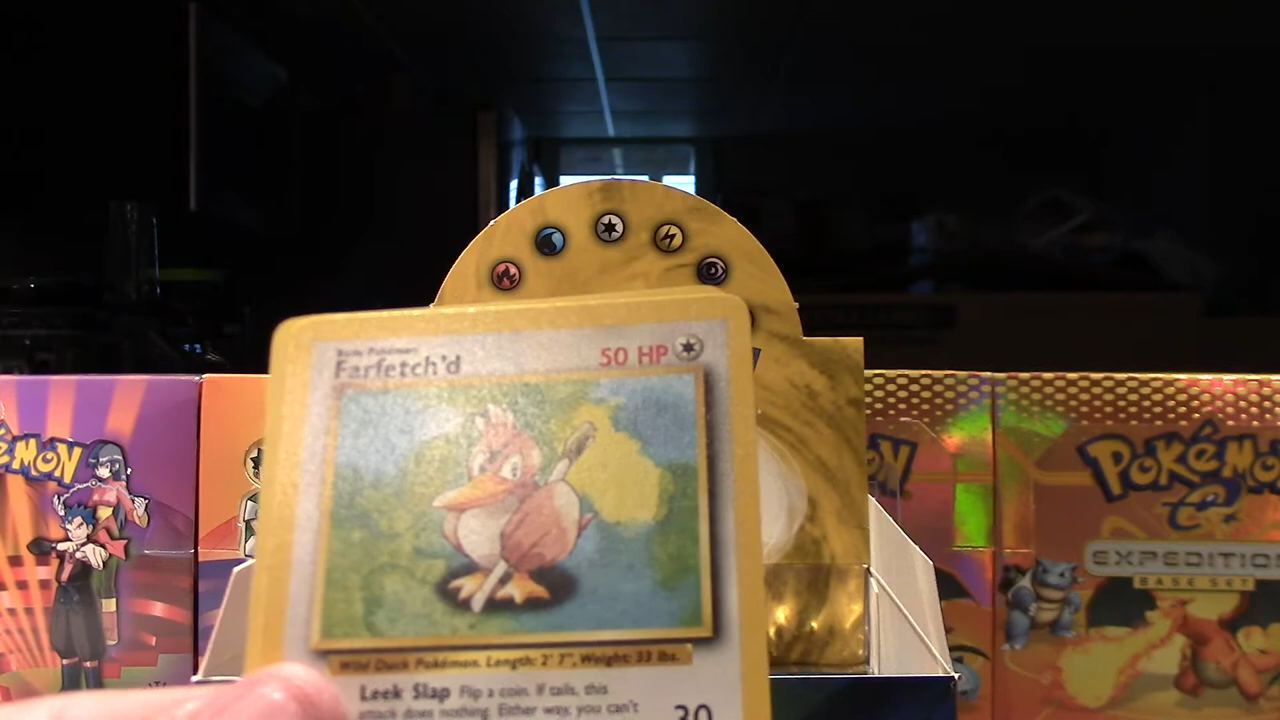 Basic Pokémon
Farfetch'd
50 HP
Wild Duck Pokémon. Length: 2' 7", Weight: 33 lbs.
Leek Slap Flip a coin. If tails, this
attack does nothing. Either way, you can't
30
POKÉMON
EXPEDITION
BASE SET